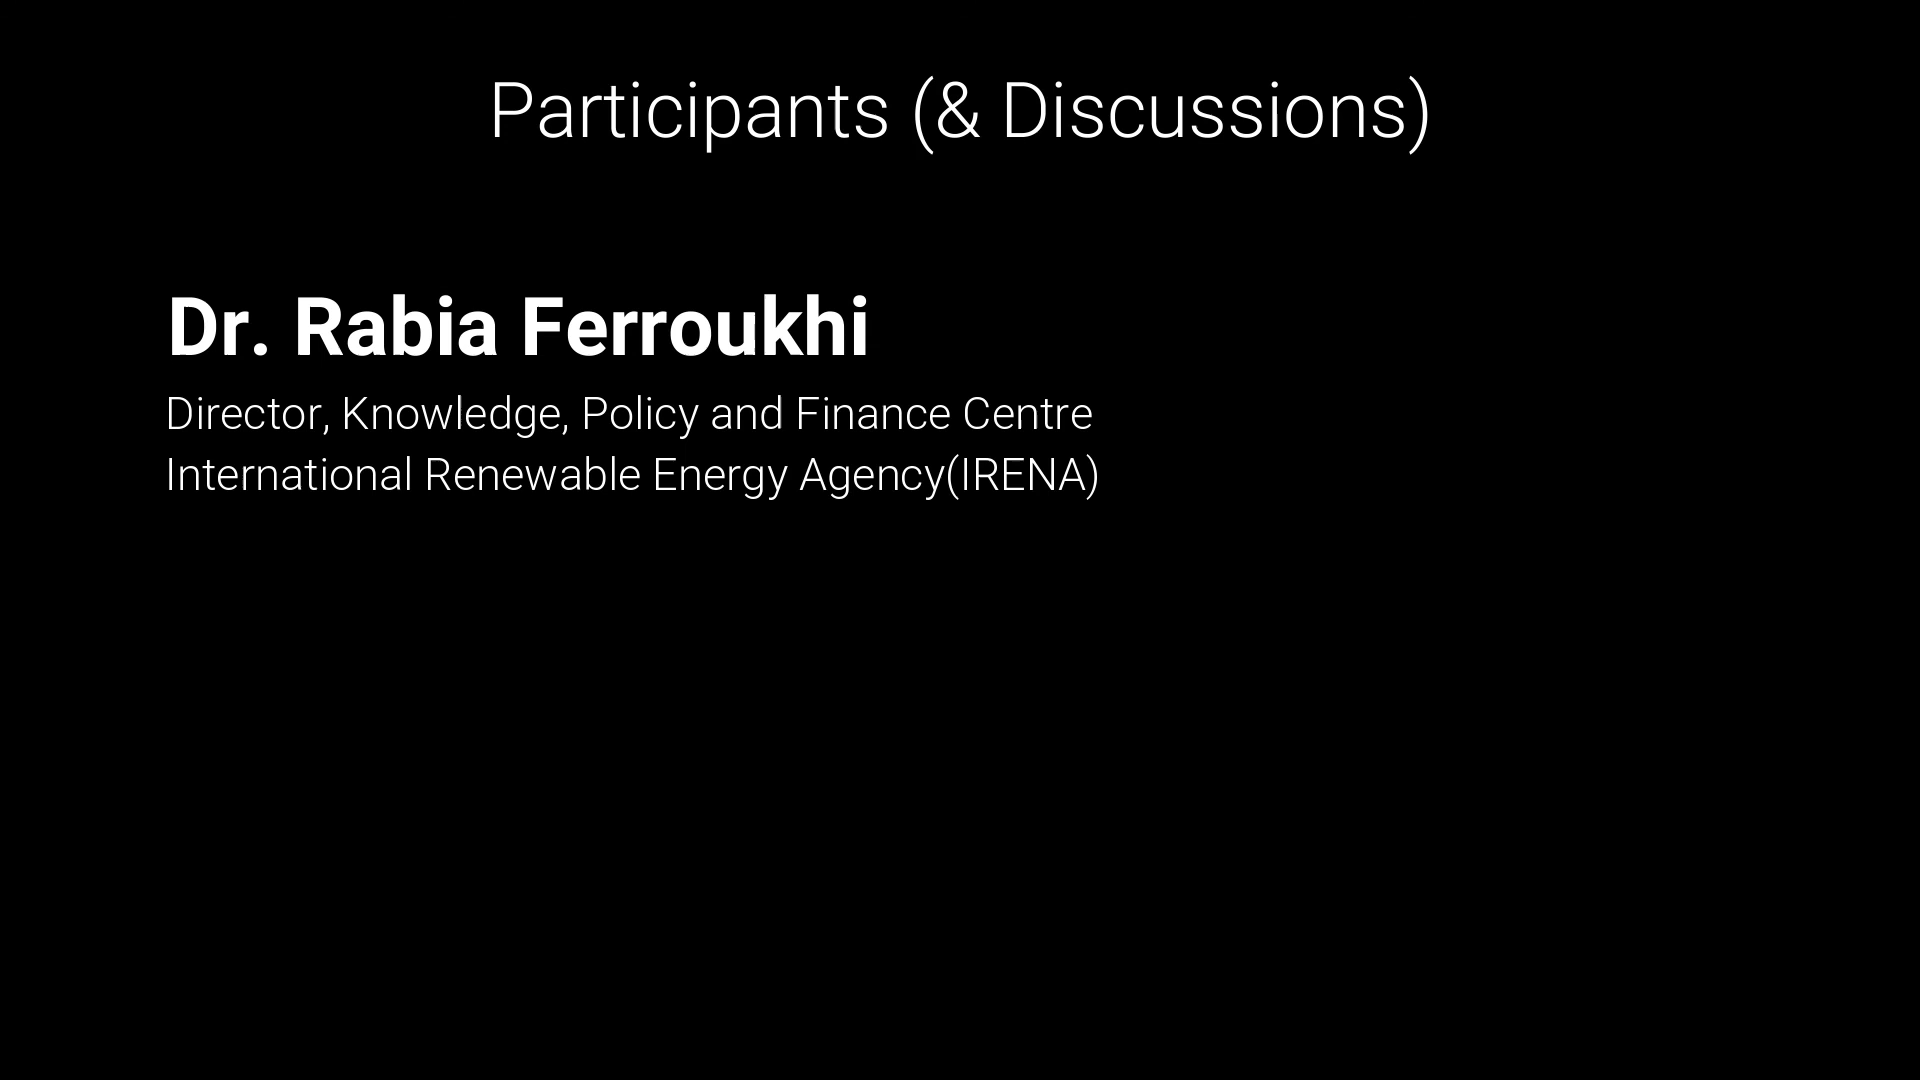 Participants (& Discussions)
Dr. Rabia Ferroukhi
Director, Knowledge, Policy and Finance Centre
International Renewable Energy Agency(IRENA)